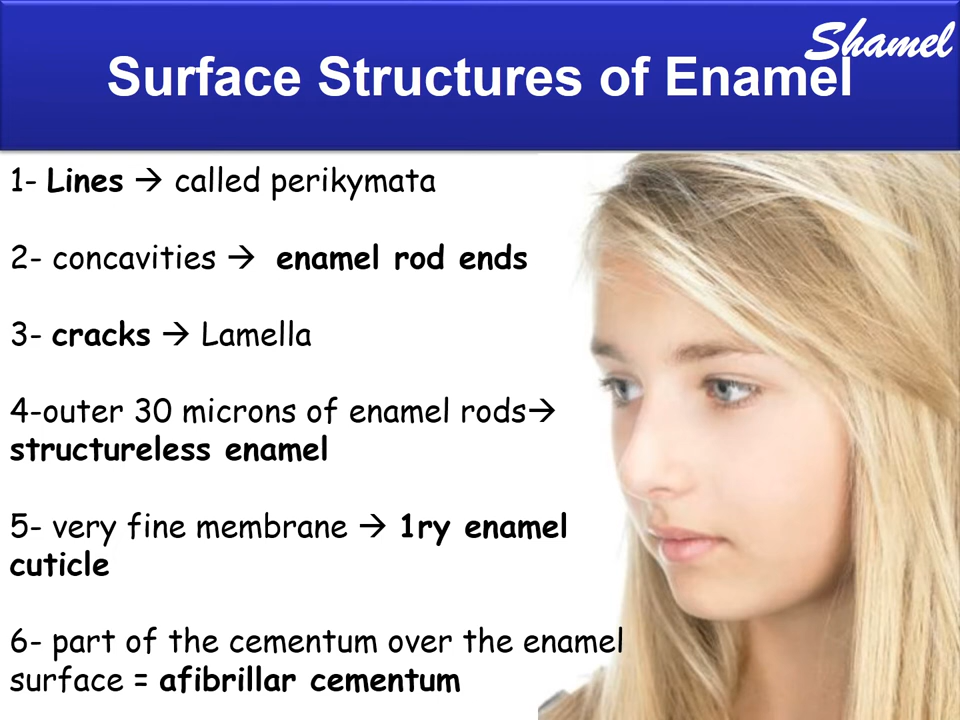 Shamel
Surface Structures of Enamel
1- Lines → called perikymata
2- concavities → enamel rod ends
3- cracks → Lamella
4-outer 30 microns of enamel rods→
structureless enamel
5- very fine membrane → 1ry enamel
cuticle
6- part of the cementum over the enamel
surface = afibrillar cementum